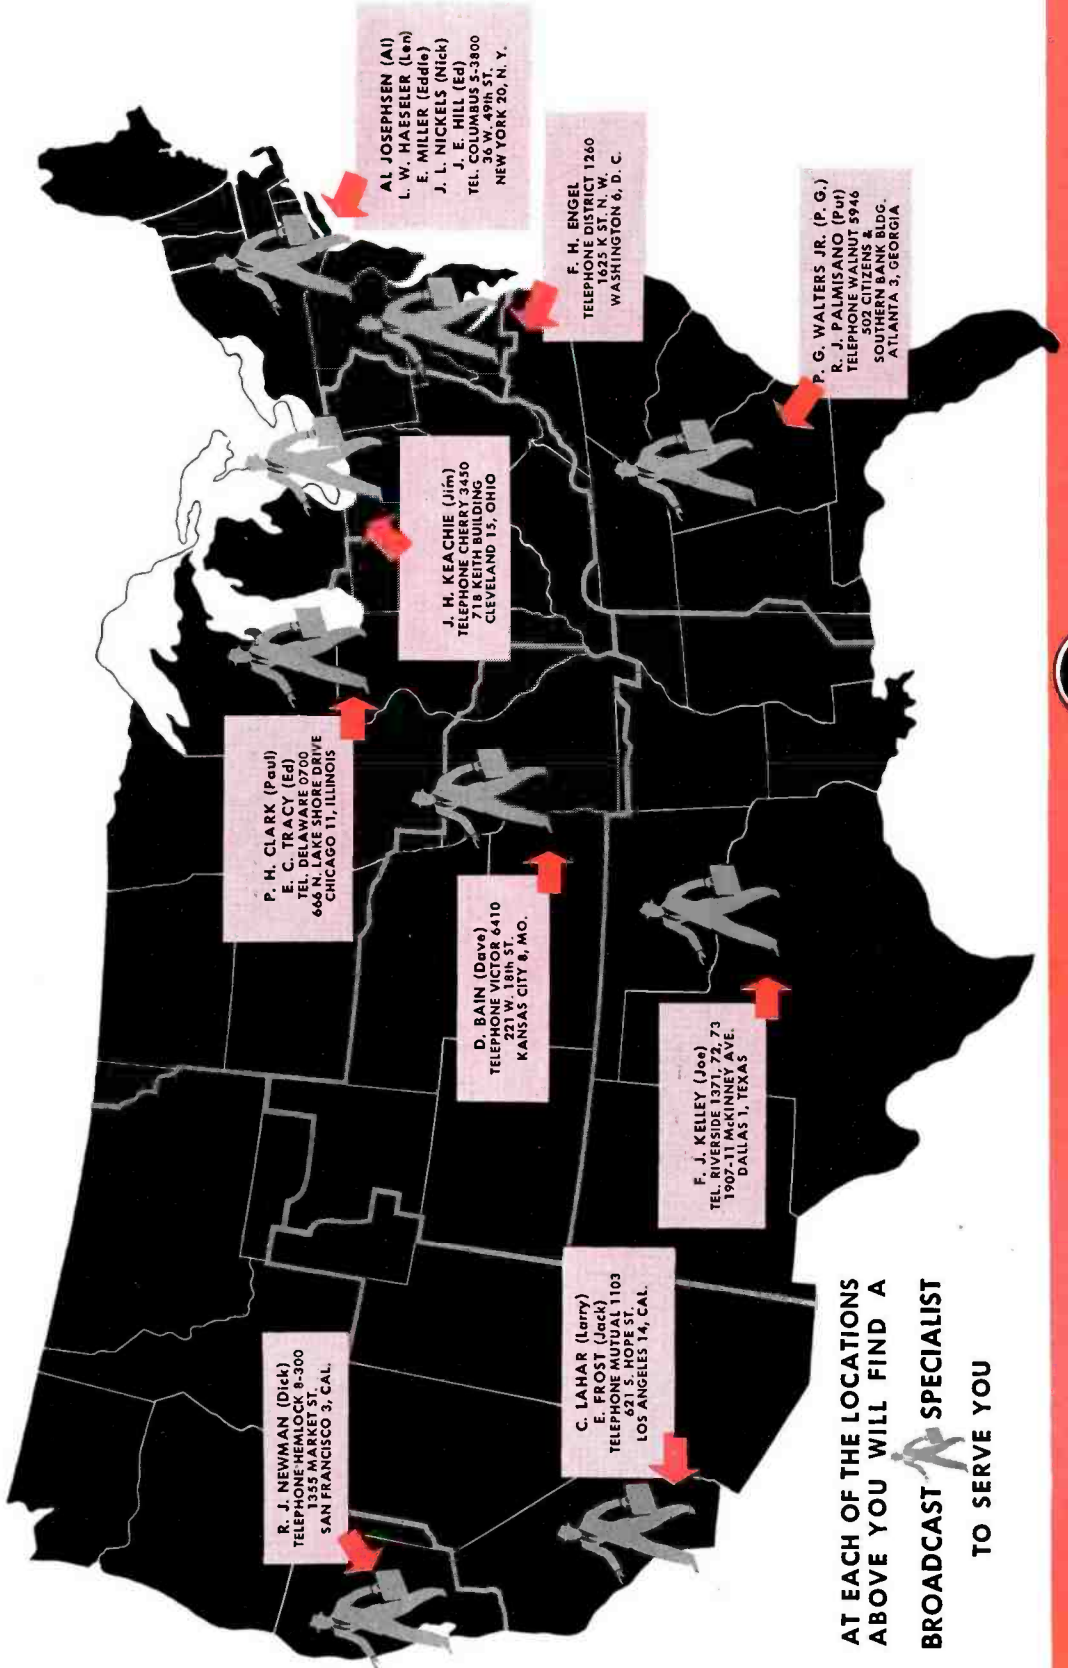 R. J. NEWMAN (Dick)
TELEPHONE HEMLOCK 8-300
1355 MARKET ST.
SAN FRANCISCO 3, CAL.
C. LAHAR (Larry)
E. FROST (Jack)
TELEPHONE MUTUAL 1103
621 S. HOPE ST.
LOS ANGELES 14, CAL.
P. H. CLARK (Paul)
E. C. TRACY (Ed)
TEL. DELAWARE 0700
666 N. LAKE SHORE DRIVE
CHICAGO 11, ILLINOIS
D. BAIN (Dave)
TELEPHONE VICTOR 6410
221 W. 18th ST.
KANSAS CITY 8, MO.
F. J. KELLEY (Joe)
TEL. RIVERSIDE 1371, 72, 73
1907-11 McKINNEY AVE.
DALLAS 1, TEXAS
J. H. KEACHIE (Jim)
TELEPHONE CHERRY 3450
718 KEITH BUILDING
CLEVELAND 15, OHIO
AL JOSEPHSEN (Al)
L. W. HAESELER (Len)
E. MILLER (Eddie)
J. L. NICKELS (Nick)
J. E. HILL (Ed)
TEL. COLUMBUS 5-3800
36 W. 49th ST.
NEW YORK 20, N. Y.
F. H. ENGEL
TELEPHONE DISTRICT 1260
1625 K ST. N. W.
WASHINGTON 6, D. C.
P. G. WALTERS JR. (P. G.)
R. J. PALMISANO (Put)
TELEPHONE WALNUT 5946
502 CITIZENS &
SOUTHERN BANK BLDG.
ATLANTA 3, GEORGIA
AT EACH OF THE LOCATIONS
ABOVE YOU WILL FIND A
BROADCAST SPECIALIST
TO SERVE YOU